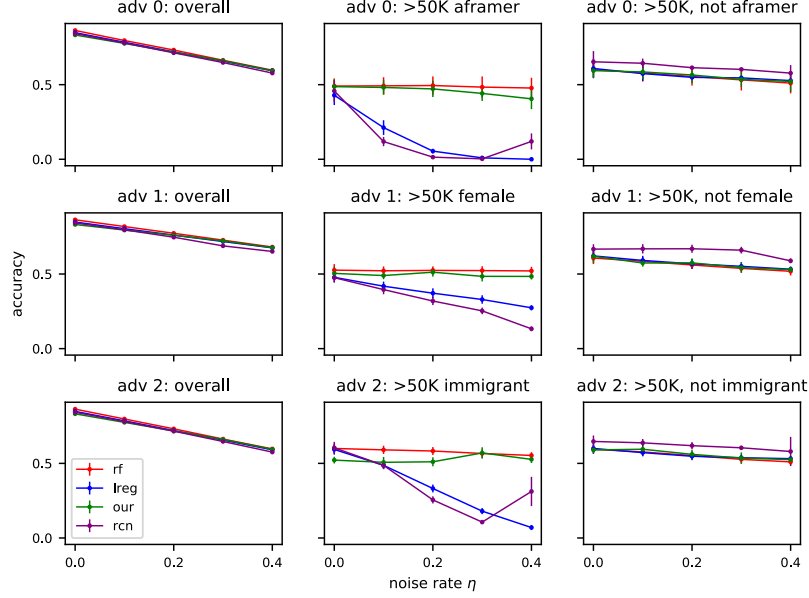 adv 0: overall
adv 0: >50K aframer
adv 0: >50K, not aframer
0.5
0.0
adv 1: overall
adv 1: >50K female
adv 1: >50K, not female
accuracy
0.5
0.0
adv 2: overall
adv 2: >50K immigrant
adv 2: >50K, not immigrant
0.5
0.0
rf
lreg
our
rcn
0.0 0.2 0.4
0.0 0.2 0.4
0.0 0.2 0.4
noise rate η